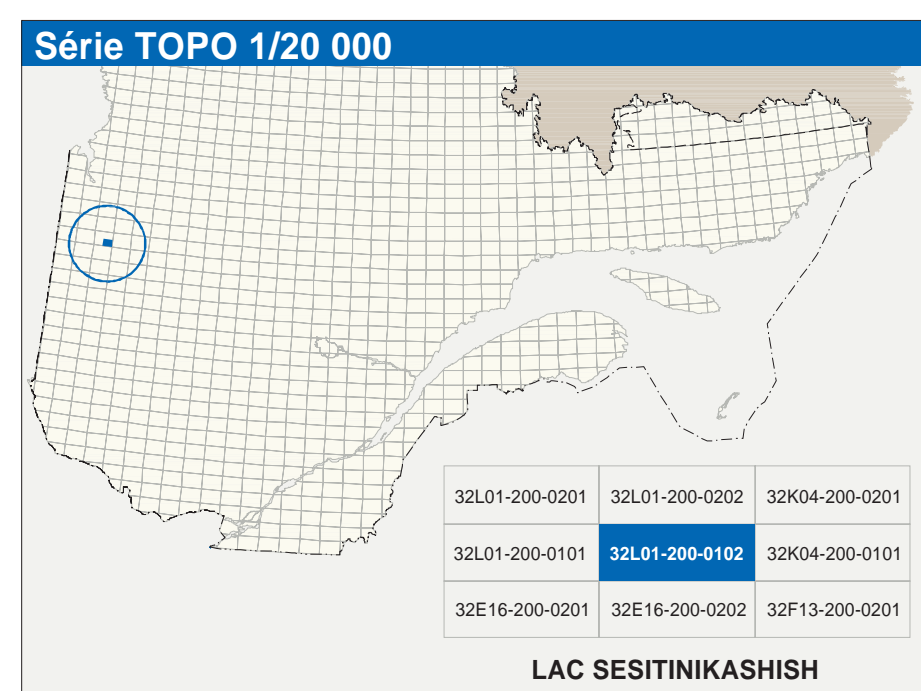 Série TOPO 1/20 000
32L01-200-0201 32L01-200-0202 32K04-200-0201
32L01-200-0101 32L01-200-0102 32K04-200-0101
32E16-200-0201 32E16-200-0202 32F13-200-0201
LAC SESITINIKASHISH